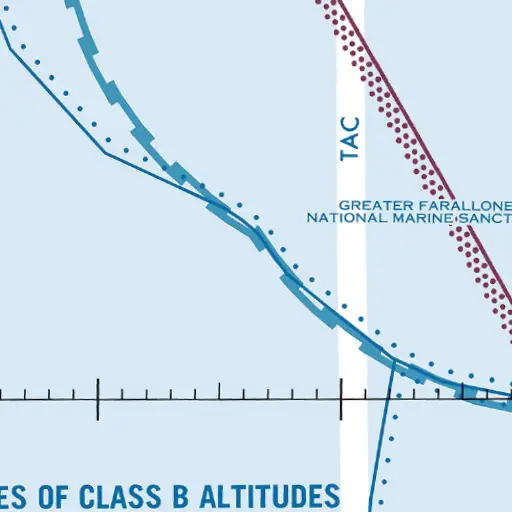 TAC
GREATER FARALLONE
NATIONAL MARINE SANCT
ES OF CLASS B ALTITUDES